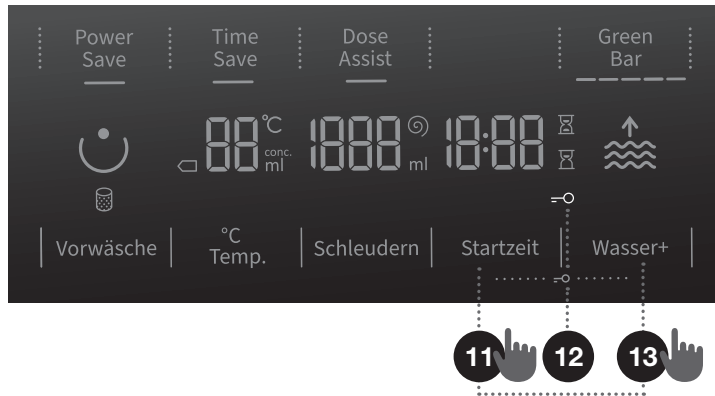 Power Save
Time Save
Dose Assist
Green Bar
88 °C conc. ml
1888 ml
18:88
Vorwäsche
°C Temp.
Schleudern
Startzeit
Wasser+
11
12
13